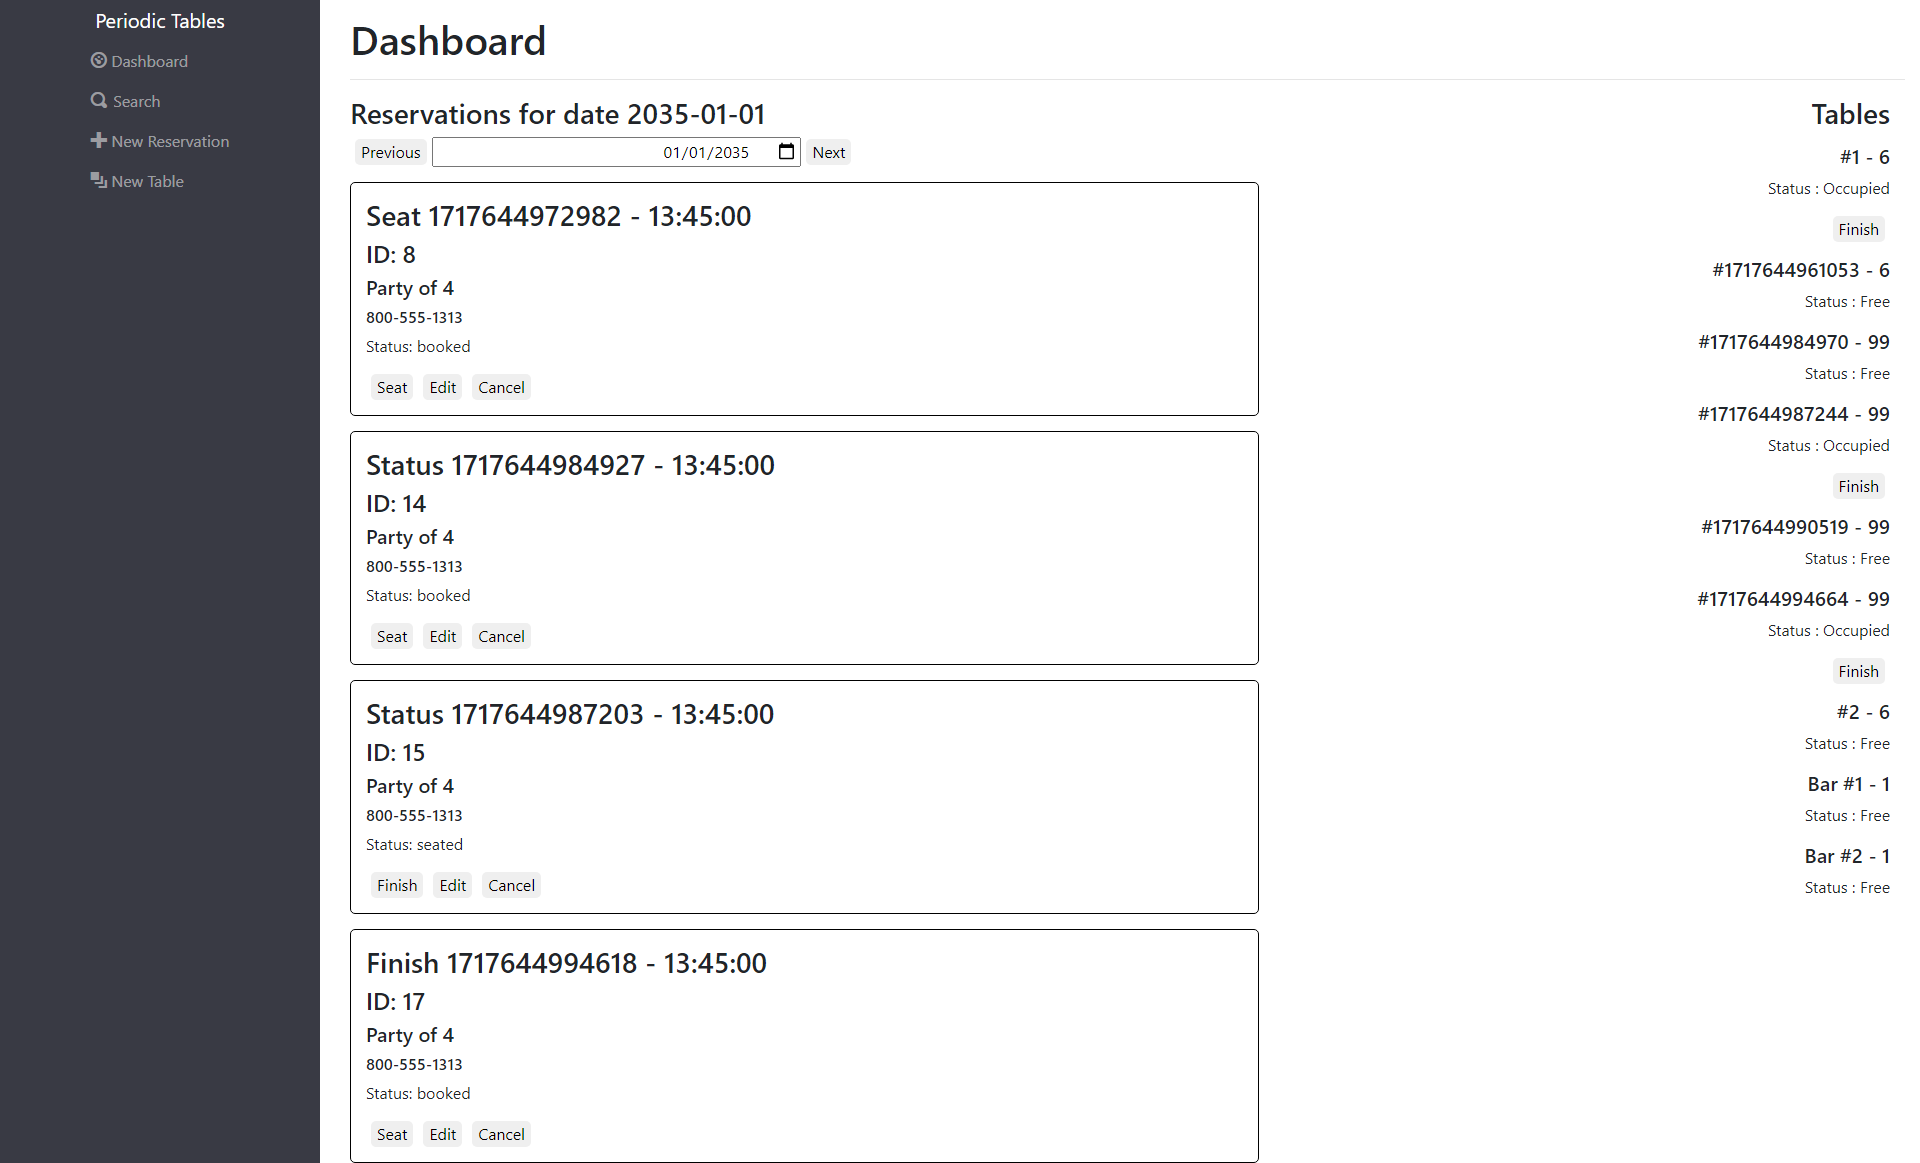 Periodic Tables
Dashboard
Search
New Reservation
New Table
Dashboard
Reservations for date 2035-01-01
Previous 01/01/2035 Next
Seat 1717644972982 - 13:45:00
ID: 8
Party of 4
800-555-1313
Status: booked
Seat Edit Cancel
Status 1717644984927 - 13:45:00
ID: 14
Party of 4
800-555-1313
Status: booked
Seat Edit Cancel
Status 1717644987203 - 13:45:00
ID: 15
Party of 4
800-555-1313
Status: seated
Finish Edit Cancel
Finish 1717644994618 - 13:45:00
ID: 17
Party of 4
800-555-1313
Status: booked
Seat Edit Cancel
Tables
#1 - 6
Status : Occupied
Finish
#1717644961053 - 6
Status : Free
#1717644984970 - 99
Status : Free
#1717644987244 - 99
Status : Occupied
Finish
#1717644990519 - 99
Status : Free
#1717644994664 - 99
Status : Occupied
Finish
#2 - 6
Status : Free
Bar #1 - 1
Status : Free
Bar #2 - 1
Status : Free